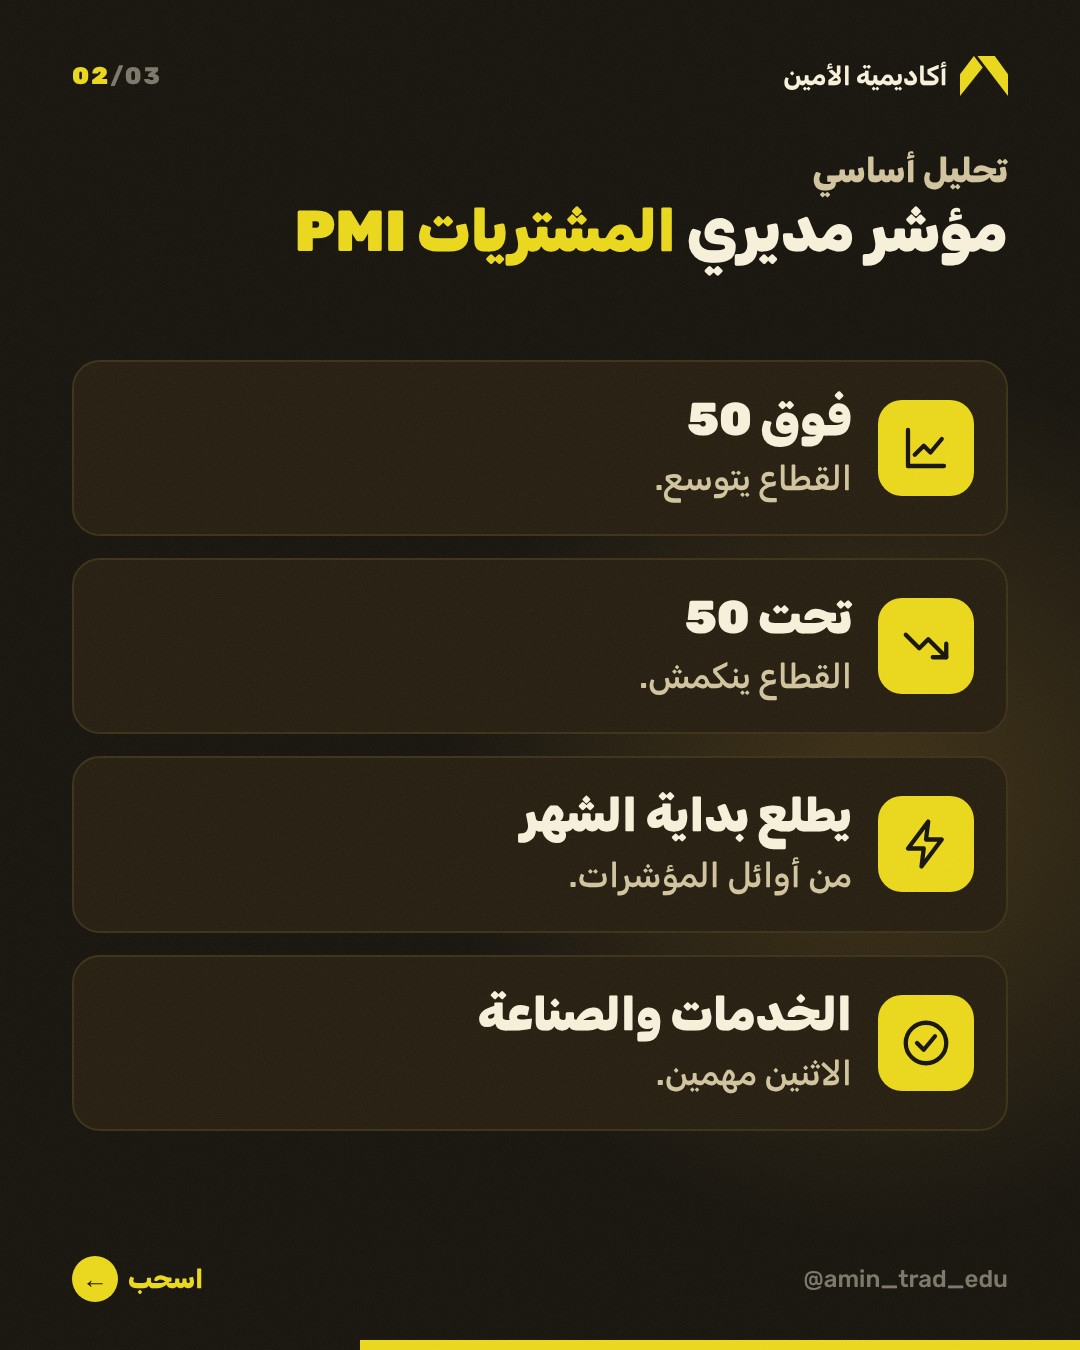 أكاديمية الأمين
02/03
تحليل أساسي
مؤشر مديري المشتريات PMI
فوق 50
القطاع يتوسع.
تحت 50
القطاع ينكمش.
يطلع بداية الشهر
من أوائل المؤشرات.
الخدمات والصناعة
الاثنين مهمين.
@amin_trad_edu
اسحب ←